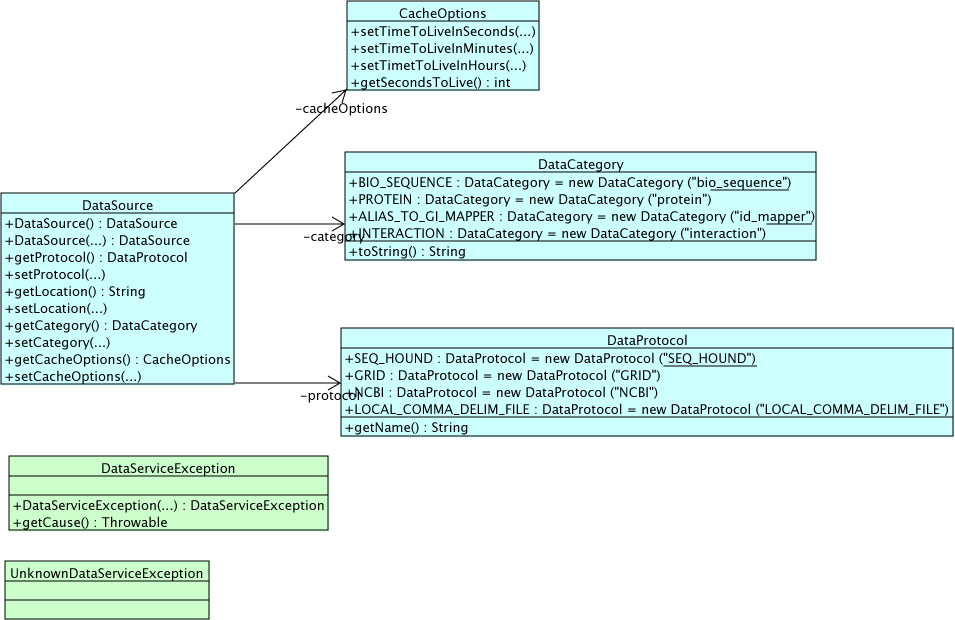 CacheOptions
+setTimeToLiveInSeconds(...)
+setTimeToLiveInMinutes(...)
+setTimetToLiveInHours(...)
+getSecondsToLive() : int
-cacheOptions
DataCategory
+BIO_SEQUENCE : DataCategory = new DataCategory ("bio_sequence")
+PROTEIN : DataCategory = new DataCategory ("protein")
+ALIAS_TO_GI_MAPPER : DataCategory = new DataCategory ("id_mapper")
+INTERACTION : DataCategory = new DataCategory ("interaction")
+toString() : String
-category
DataSource
+DataSource() : DataSource
+DataSource(...) : DataSource
+getProtocol() : DataProtocol
+setProtocol(...)
+getLocation() : String
+setLocation(...)
+getCategory() : DataCategory
+setCategory(...)
+getCacheOptions() : CacheOptions
+setCacheOptions(...)
-protocol
DataProtocol
+SEQ_HOUND : DataProtocol = new DataProtocol ("SEQ_HOUND")
+GRID : DataProtocol = new DataProtocol ("GRID")
+NCBI : DataProtocol = new DataProtocol ("NCBI")
+LOCAL_COMMA_DELIM_FILE : DataProtocol = new DataProtocol ("LOCAL_COMMA_DELIM_FILE")
+getName() : String
DataServiceException
+DataServiceException(...) : DataServiceException
+getCause() : Throwable
UnknownDataServiceException